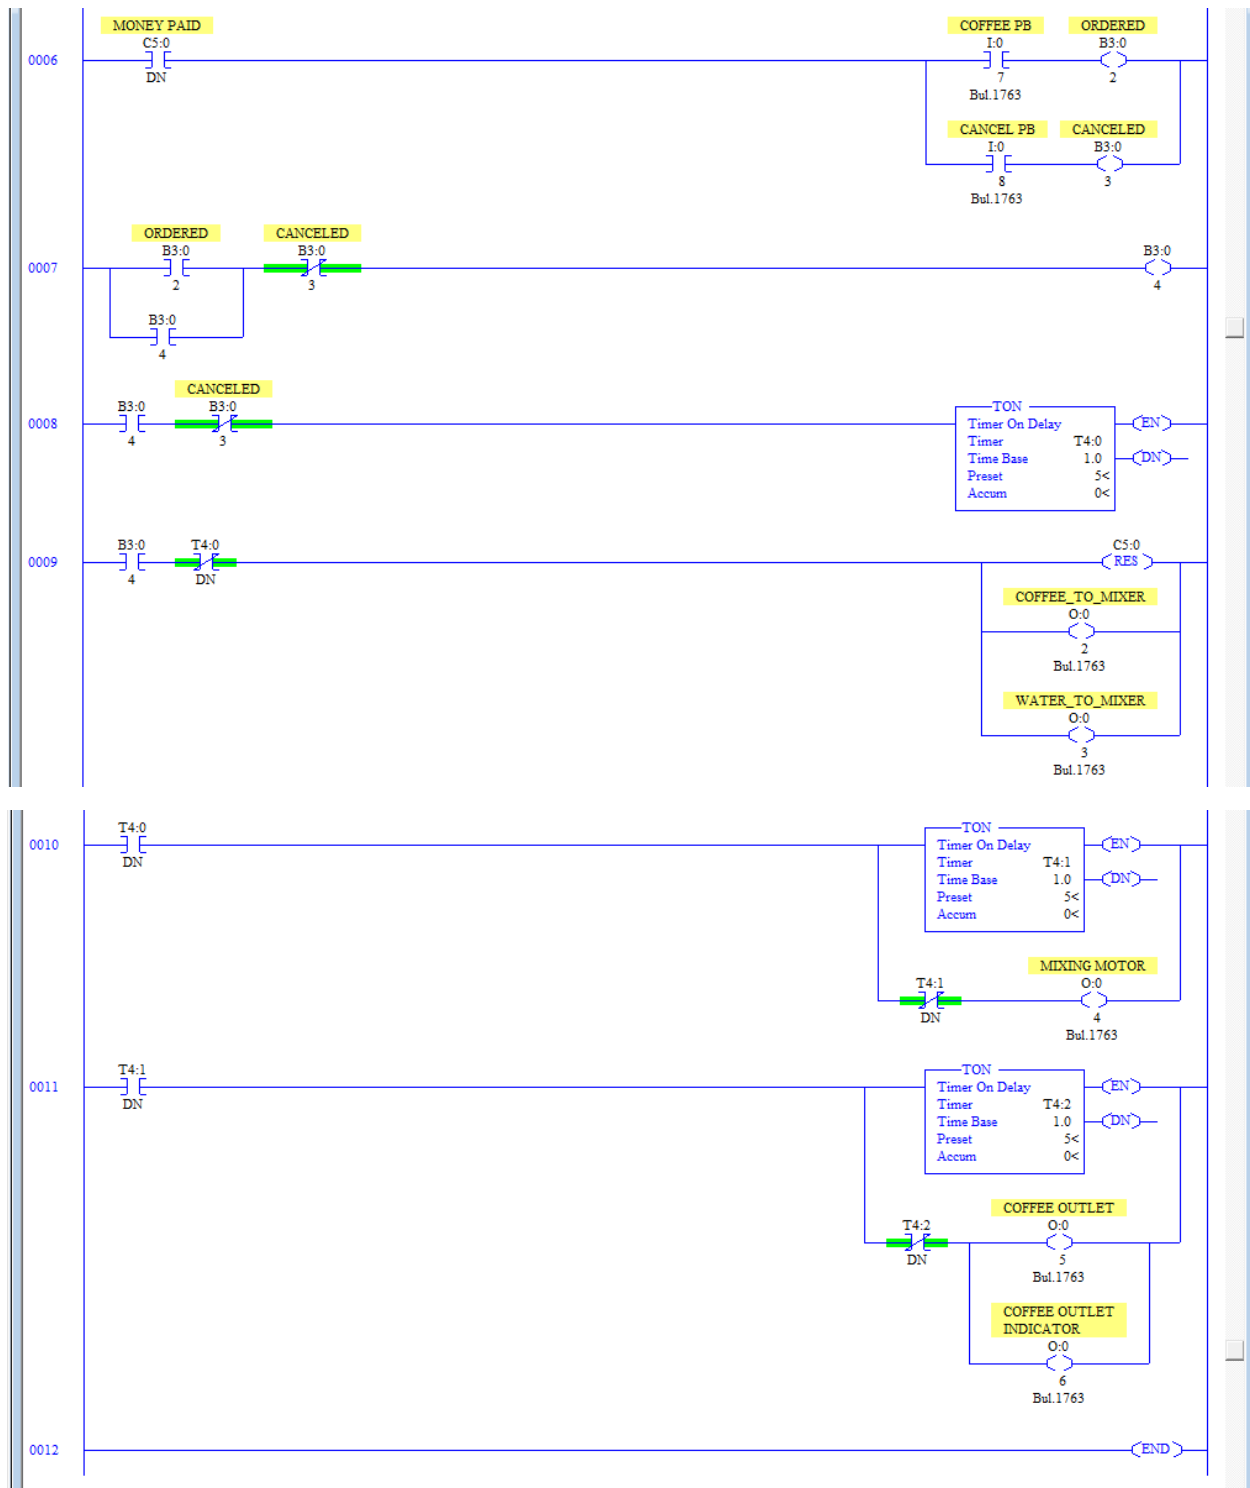 MONEY PAID
C5:0
DN
COFFEE PB
I:0
7
Bul.1763
ORDERED
B3:0
2
0006
CANCEL PB
I:0
8
Bul.1763
CANCELED
B3:0
3
ORDERED
B3:0
2
CANCELED
B3:0
3
B3:0
4
0007
B3:0
4
CANCELED
B3:0
4
B3:0
3
0008
TON
Timer On Delay
Timer T4:0
Time Base 1.0
Preset 5<
Accum 0<
EN
DN
B3:0
4
T4:0
DN
0009
C5:0
RES
COFFEE_TO_MIXER
O:0
2
Bul.1763
WATER_TO_MIXER
O:0
3
Bul.1763
T4:0
DN
0010
TON
Timer On Delay
Timer T4:1
Time Base 1.0
Preset 5<
Accum 0<
EN
DN
T4:1
DN
MIXING MOTOR
O:0
4
Bul.1763
T4:1
DN
0011
TON
Timer On Delay
Timer T4:2
Time Base 1.0
Preset 5<
Accum 0<
EN
DN
T4:2
DN
COFFEE OUTLET
O:0
5
Bul.1763
COFFEE OUTLET
INDICATOR
O:0
6
Bul.1763
0012
END